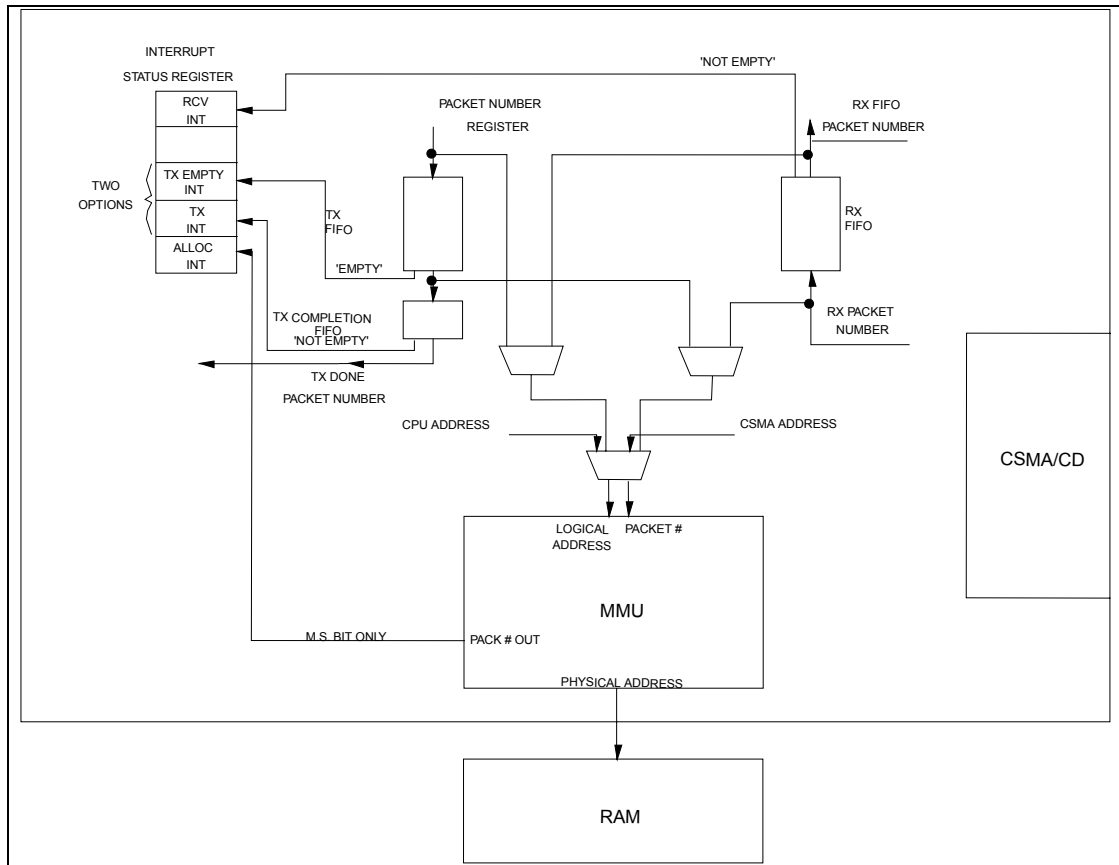 INTERRUPT
STATUS REGISTER
RCV
INT
TX EMPTY
INT
TX
INT
ALLOC
INT
TWO
OPTIONS
'NOT EMPTY'
PACKET NUMBER
REGISTER
RX FIFO
PACKET NUMBER
TX
FIFO
RX
FIFO
'EMPTY'
TX COMPLETION
FIFO
'NOT EMPTY'
RX PACKET
NUMBER
TX DONE
PACKET NUMBER
CPU ADDRESS
CSMA ADDRESS
CSMA/CD
LOGICAL
ADDRESS
PACKET #
MMU
M.S. BIT ONLY
PACK # OUT
PHYSICAL ADDRESS
RAM